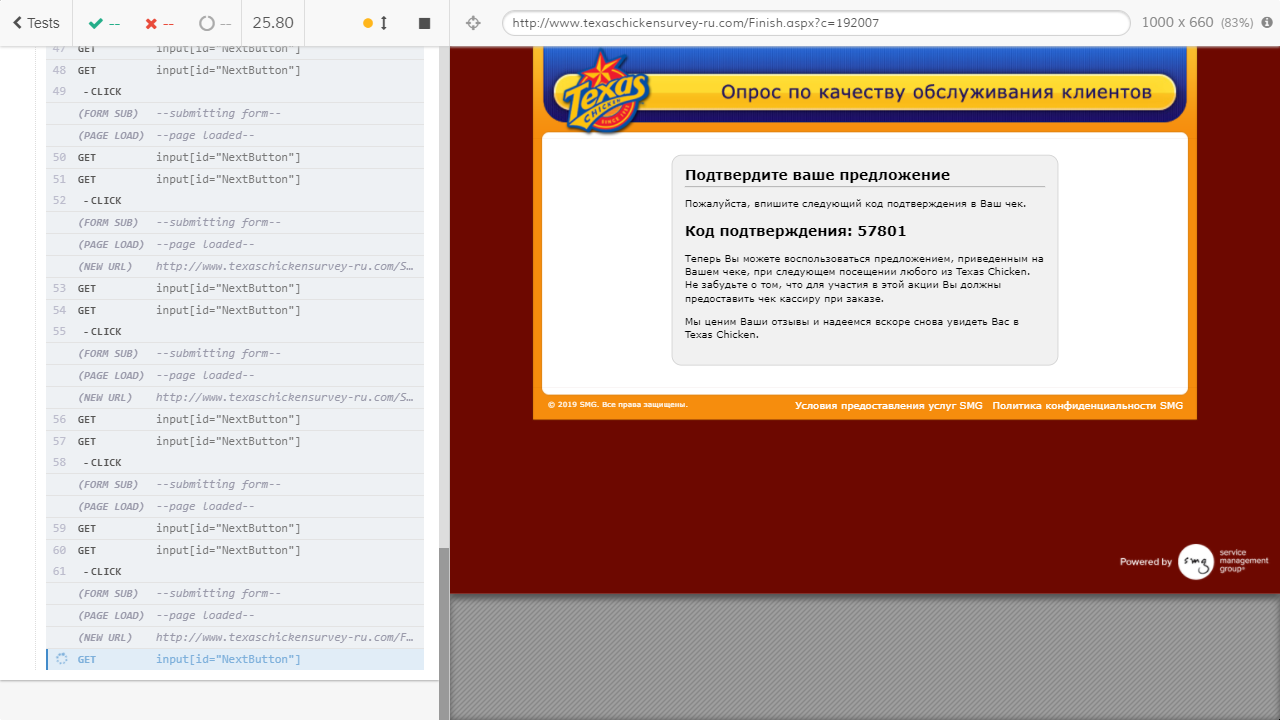 Tests
--
--
--
25.80
http://www.texaschickensurvey-ru.com/Finish.aspx?c=192007
1000 x 660 (83%)
47 GET input[id="NextButton"]
48 GET input[id="NextButton"]
49 -CLICK
(FORM SUB) --submitting form--
(PAGE LOAD) --page loaded--
50 GET input[id="NextButton"]
51 GET input[id="NextButton"]
52 -CLICK
(FORM SUB) --submitting form--
(PAGE LOAD) --page loaded--
(NEW URL) http://www.texaschickensurvey-ru.com/S…
53 GET input[id="NextButton"]
54 GET input[id="NextButton"]
55 -CLICK
(FORM SUB) --submitting form--
(PAGE LOAD) --page loaded--
(NEW URL) http://www.texaschickensurvey-ru.com/S…
56 GET input[id="NextButton"]
57 GET input[id="NextButton"]
58 -CLICK
(FORM SUB) --submitting form--
(PAGE LOAD) --page loaded--
59 GET input[id="NextButton"]
60 GET input[id="NextButton"]
61 -CLICK
(FORM SUB) --submitting form--
(PAGE LOAD) --page loaded--
(NEW URL) http://www.texaschickensurvey-ru.com/F…
GET input[id="NextButton"]
Texas
CHICKEN
Опрос по качеству обслуживания клиентов
Подтвердите ваше предложение
Пожалуйста, впишите следующий код подтверждения в Ваш чек.
Код подтверждения: 57801
Теперь Вы можете воспользоваться предложением, приведенным на
Вашем чеке, при следующем посещении любого из Texas Chicken.
Не забудьте о том, что для участия в этой акции Вы должны
предоставить чек кассиру при заказе.
Мы ценим Ваши отзывы и надеемся вскоре снова увидеть Вас в
Texas Chicken.
© 2019 SMG. Все права защищены.
Условия предоставления услуг SMG Политика конфиденциальности SMG
Powered by
smg
service
management
group